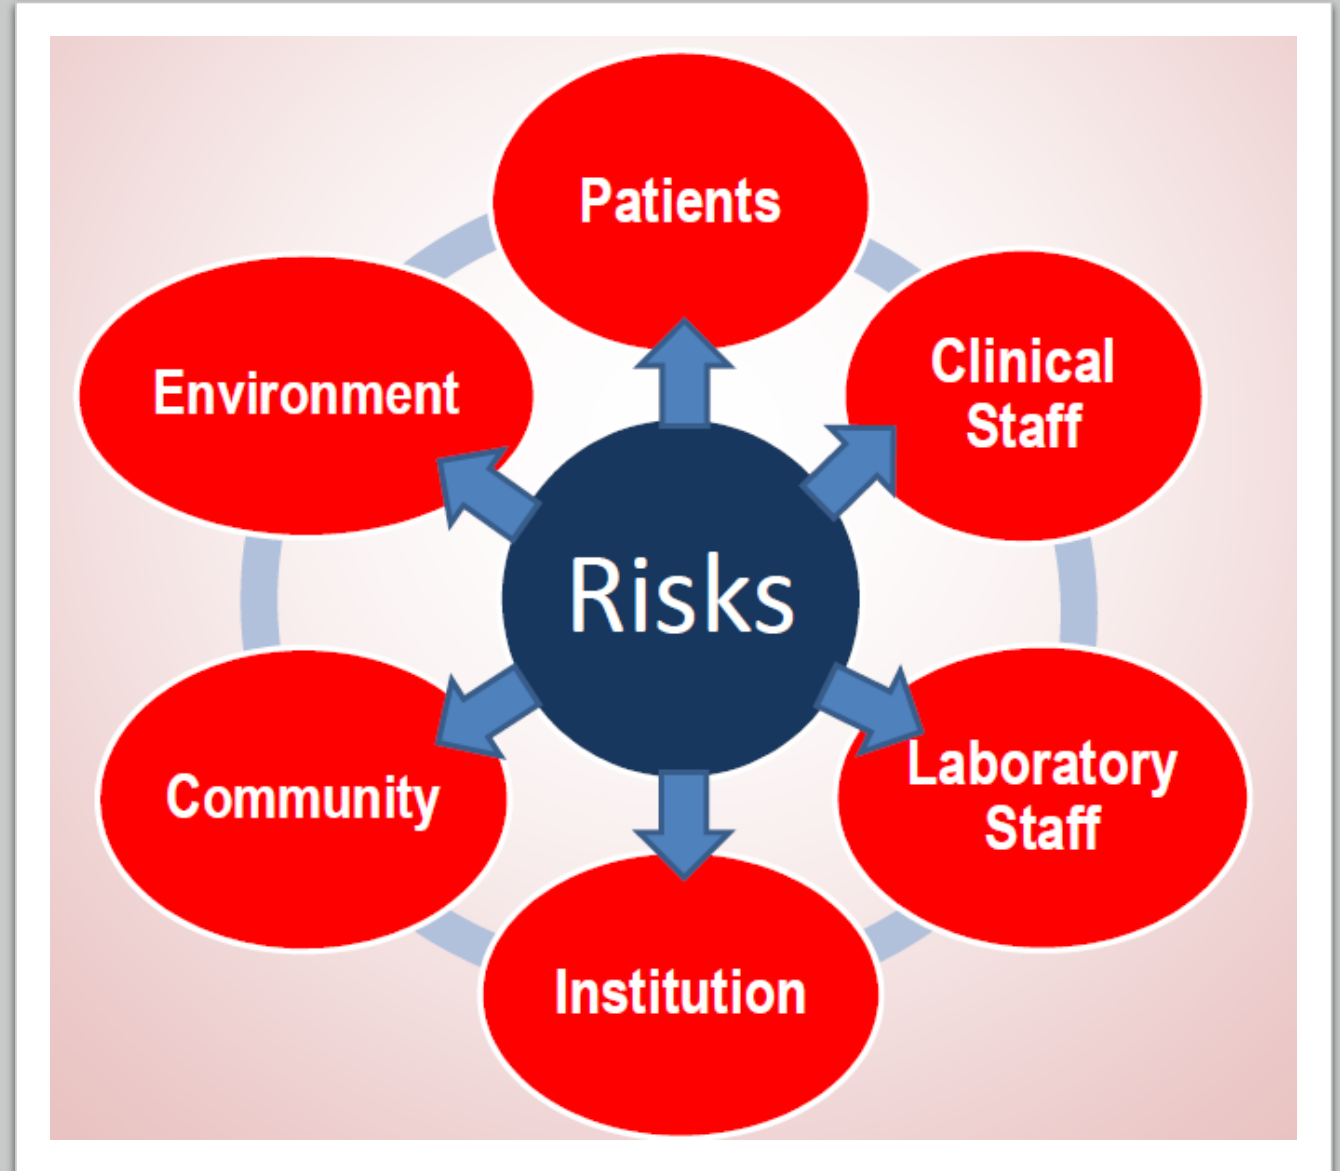 Patients
Clinical
Staff
Environment
Risks
Laboratory
Staff
Community
Institution